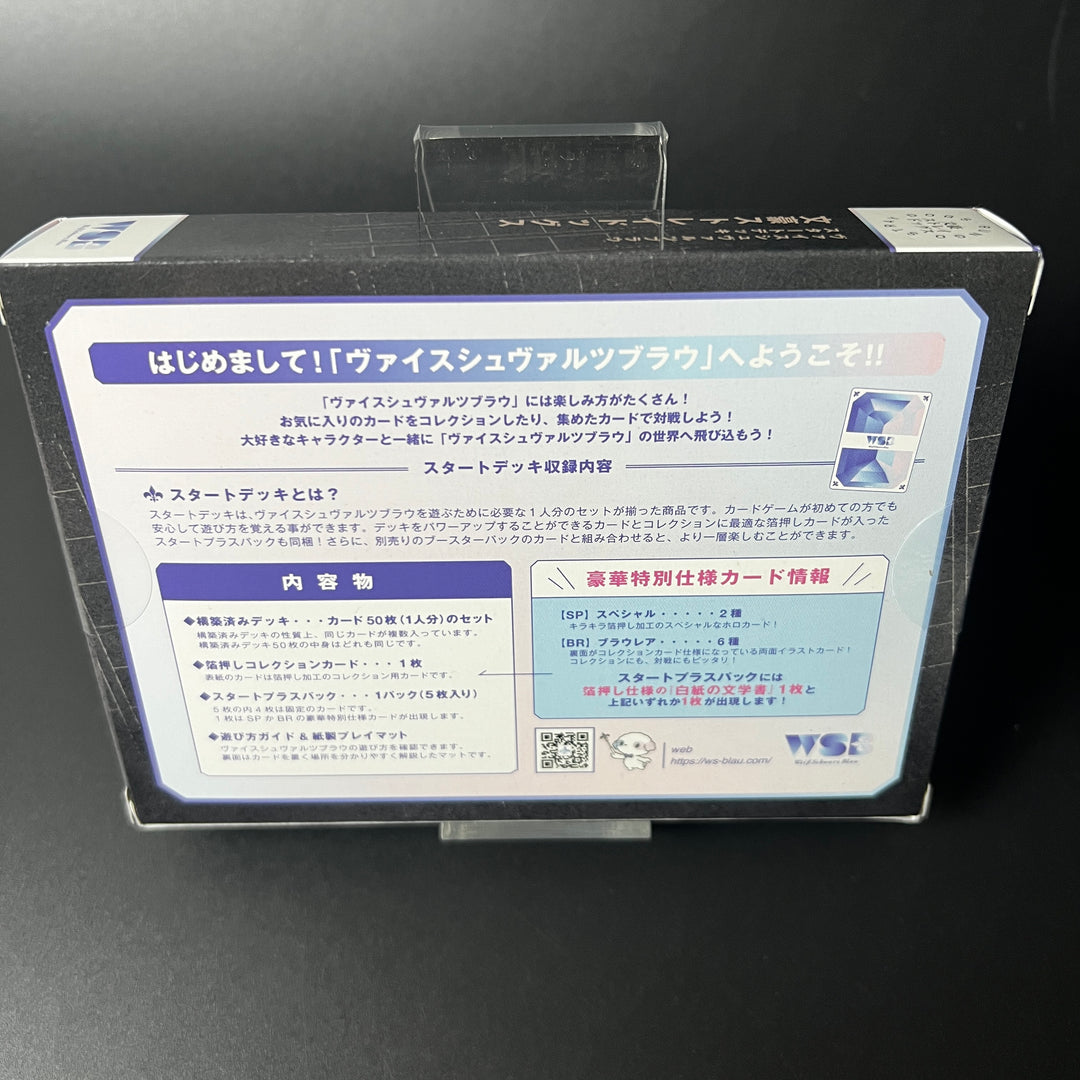 WSB
文豪ストレイドッグス
ヴァイスシュヴァルツブラウ
スタートデッキ
はじめまして!「ヴァイスシュヴァルツブラウ」へようこそ!!
「ヴァイスシュヴァルツブラウ」には楽しみ方がたくさん!
お気に入りのカードをコレクションしたり、集めたカードで対戦しよう!
大好きなキャラクターと一緒に「ヴァイスシュヴァルツブラウ」の世界へ飛び込もう!
WSB
スタートデッキ収録内容
スタートデッキとは?
スタートデッキは、ヴァイスシュヴァルツブラウを遊ぶために必要な1人分のセットが揃った商品です。カードゲームが初めての方でも
安心して遊び方を覚える事ができます。デッキをパワーアップすることができるカードとコレクションに最適な箔押しカードが入った
スタートプラスパックも同梱!さらに、別売りのブースターパックのカードと組み合わせると、より一層楽しむことができます。
内容物
◆構築済みデッキ・・・カード50枚(1人分)のセット
構築済みデッキの性質上、同じカードが複数入っています。
構築済みデッキ50枚の中身はどれも同じです。
◆箔押しコレクションカード・・・1枚
表紙のカードは箔押し加工のコレクション用カードです。
◆スタートプラスパック・・・1パック(5枚入り)
5枚の内4枚は固定のカードです。
1枚はSPかBRの豪華特別仕様カードが出現します。
◆遊び方ガイド&紙製プレイマット
ヴァイスシュヴァルツブラウの遊び方を確認できます。
裏面はカードを置く場所を分かりやすく解説したマットです。
豪華特別仕様カード情報
【SP】スペシャル・・・・・2種
キラキラ箔押し加工のスペシャルなホロカード!
【BR】ブラウレア・・・・・6種
裏面がコレクションカード仕様になっている両面イラストカード!
コレクションにも、対戦にもピッタリ!
スタートプラスパックには
箔押し仕様の『白紙の文学書』1枚と
上記いずれか1枚が出現します!
web
https://ws-blau.com/
WSB
Weiß Schwarz Blau